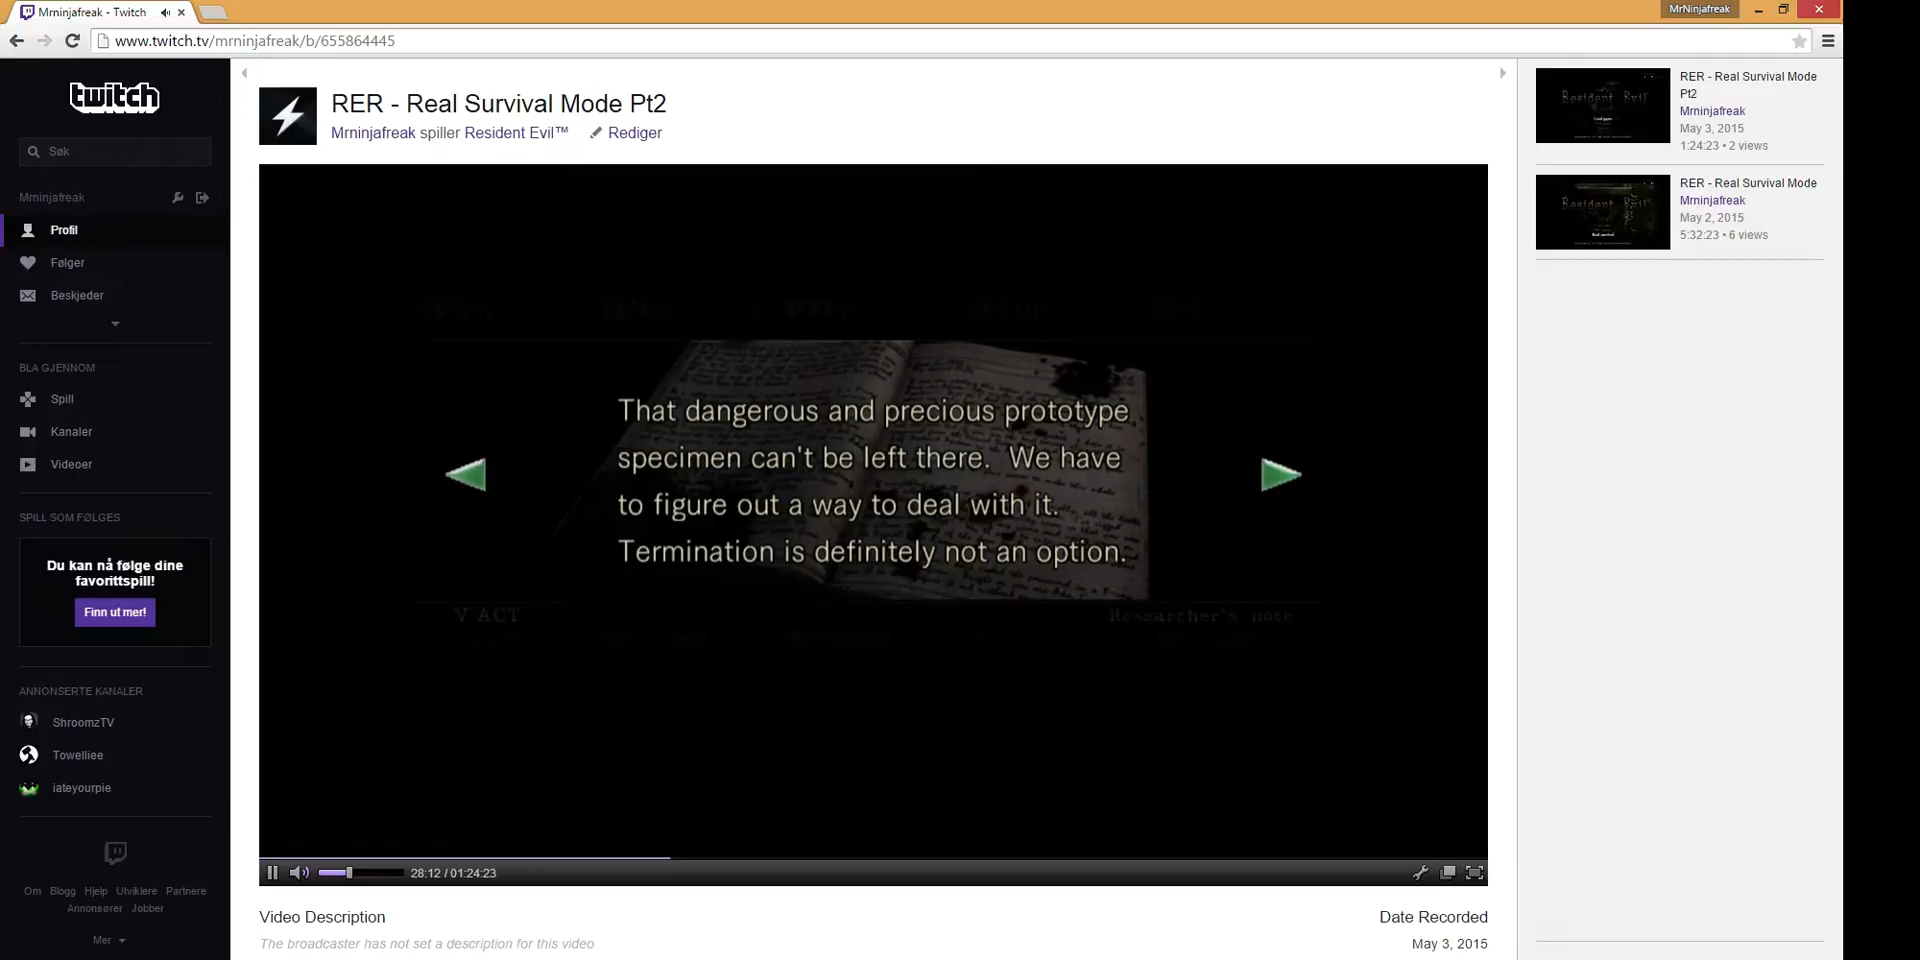 Mrninjafreak - Twitch
MrNinjafreak
www.twitch.tv/mrninjafreak/b/655864445
twitch
Søk
Mrninjafreak
Profil
Følger
Beskjeder
BLA GJENNOM
Spill
Kanaler
Videoer
SPILL SOM FØLGES
Du kan nå følge dine
favorittspill!
Finn ut mer!
ANNONSERTE KANALER
ShroomzTV
Towelliee
iateyourpie
Om Blogg Hjelp Utviklere Partnere
Annonsører Jobber
Mer
RER - Real Survival Mode Pt2
Mrninjafreak spiller Resident Evil™ Rediger
That dangerous and precious prototype
specimen can't be left there. We have
to figure out a way to deal with it.
Termination is definitely not an option.
V-ACT
Researcher's note
28:12 / 01:24:23
Video Description
Date Recorded
The broadcaster has not set a description for this video
May 3, 2015
Resident Evil
RER - Real Survival Mode
Pt2
Mrninjafreak
May 3, 2015
1:24:23 • 2 views
Resident Evil
RER - Real Survival Mode
Mrninjafreak
May 2, 2015
5:32:23 • 6 views